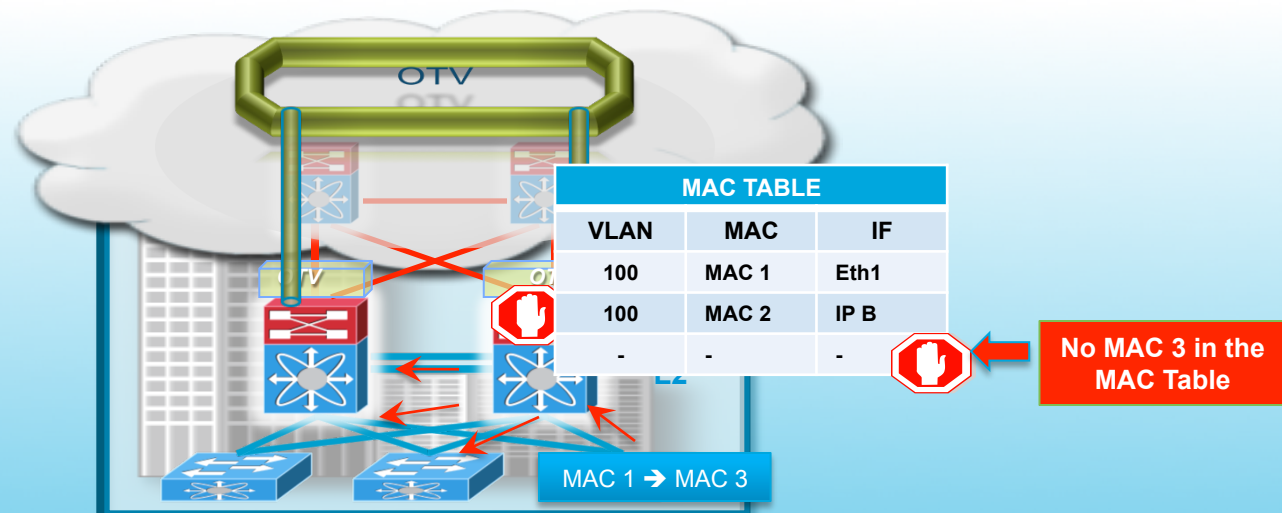 OTV
MAC TABLE
VLAN MAC IF
100 MAC 1 Eth1
100 MAC 2 IP B
- - -
OTV
No MAC 3 in the
MAC Table
L2
MAC 1 ➔ MAC 3